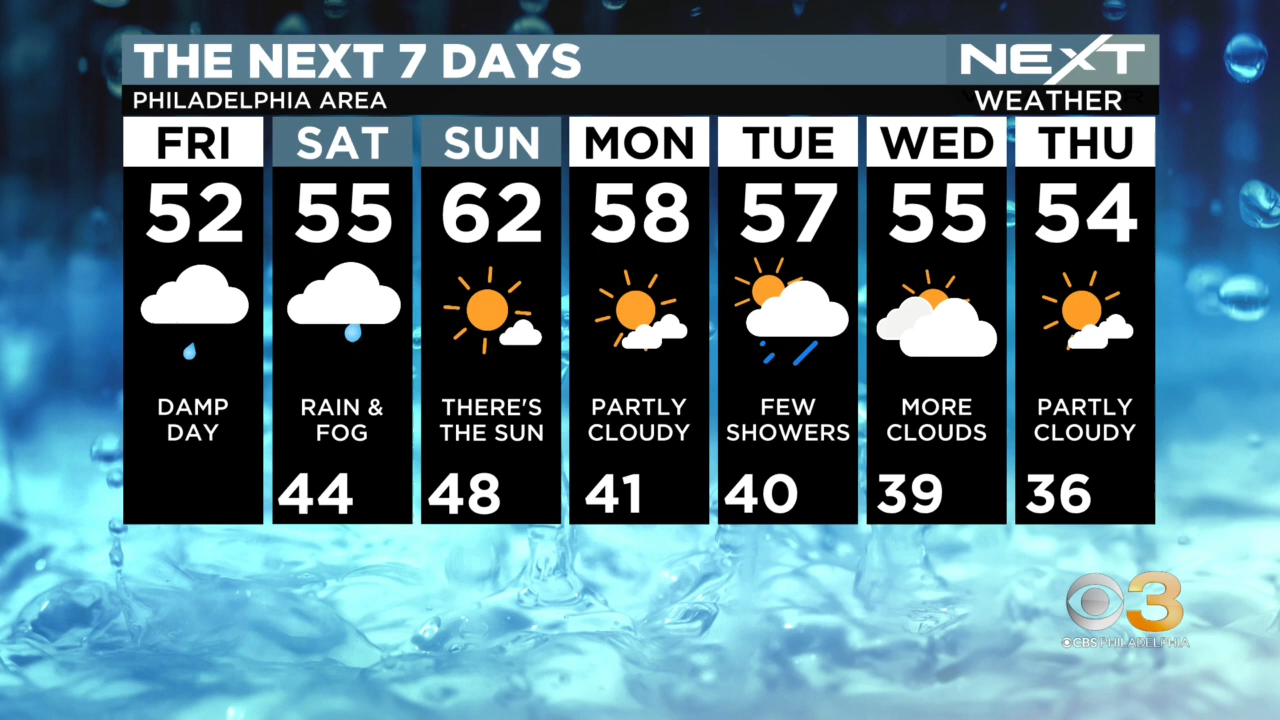 THE NEXT 7 DAYS
NEXT
PHILADELPHIA AREA
WEATHER
FRI SAT SUN MON TUE WED THU
52 55 62 58 57 55 54
DAMP DAY
RAIN & FOG
THERE'S THE SUN
PARTLY CLOUDY
FEW SHOWERS
MORE CLOUDS
PARTLY CLOUDY
44 48 41 40 39 36
3
CBS PHILADELPHIA